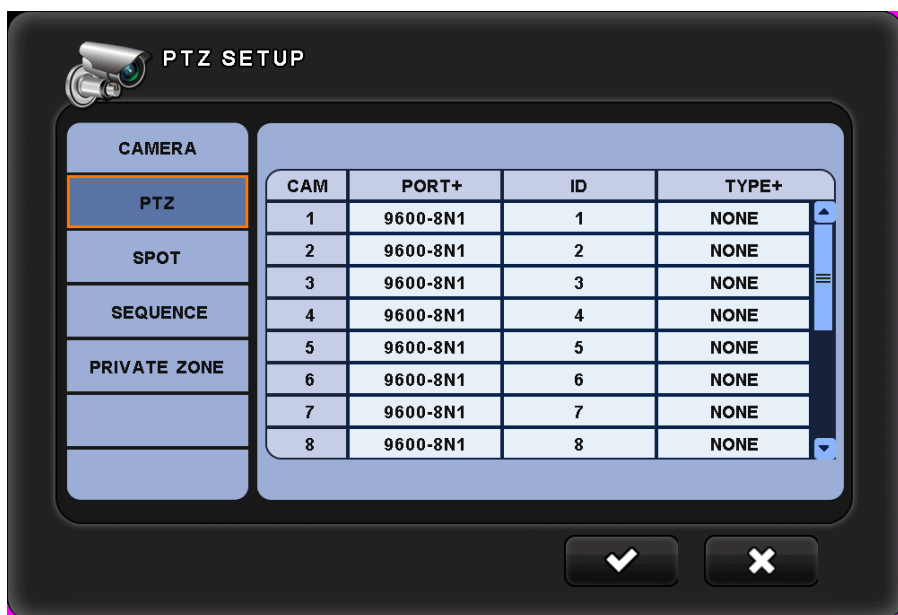 PTZ SETUP
CAMERA
PTZ
SPOT
SEQUENCE
PRIVATE ZONE
CAM PORT+ ID TYPE+
1 9600-8N1 1 NONE
2 9600-8N1 2 NONE
3 9600-8N1 3 NONE
4 9600-8N1 4 NONE
5 9600-8N1 5 NONE
6 9600-8N1 6 NONE
7 9600-8N1 7 NONE
8 9600-8N1 8 NONE